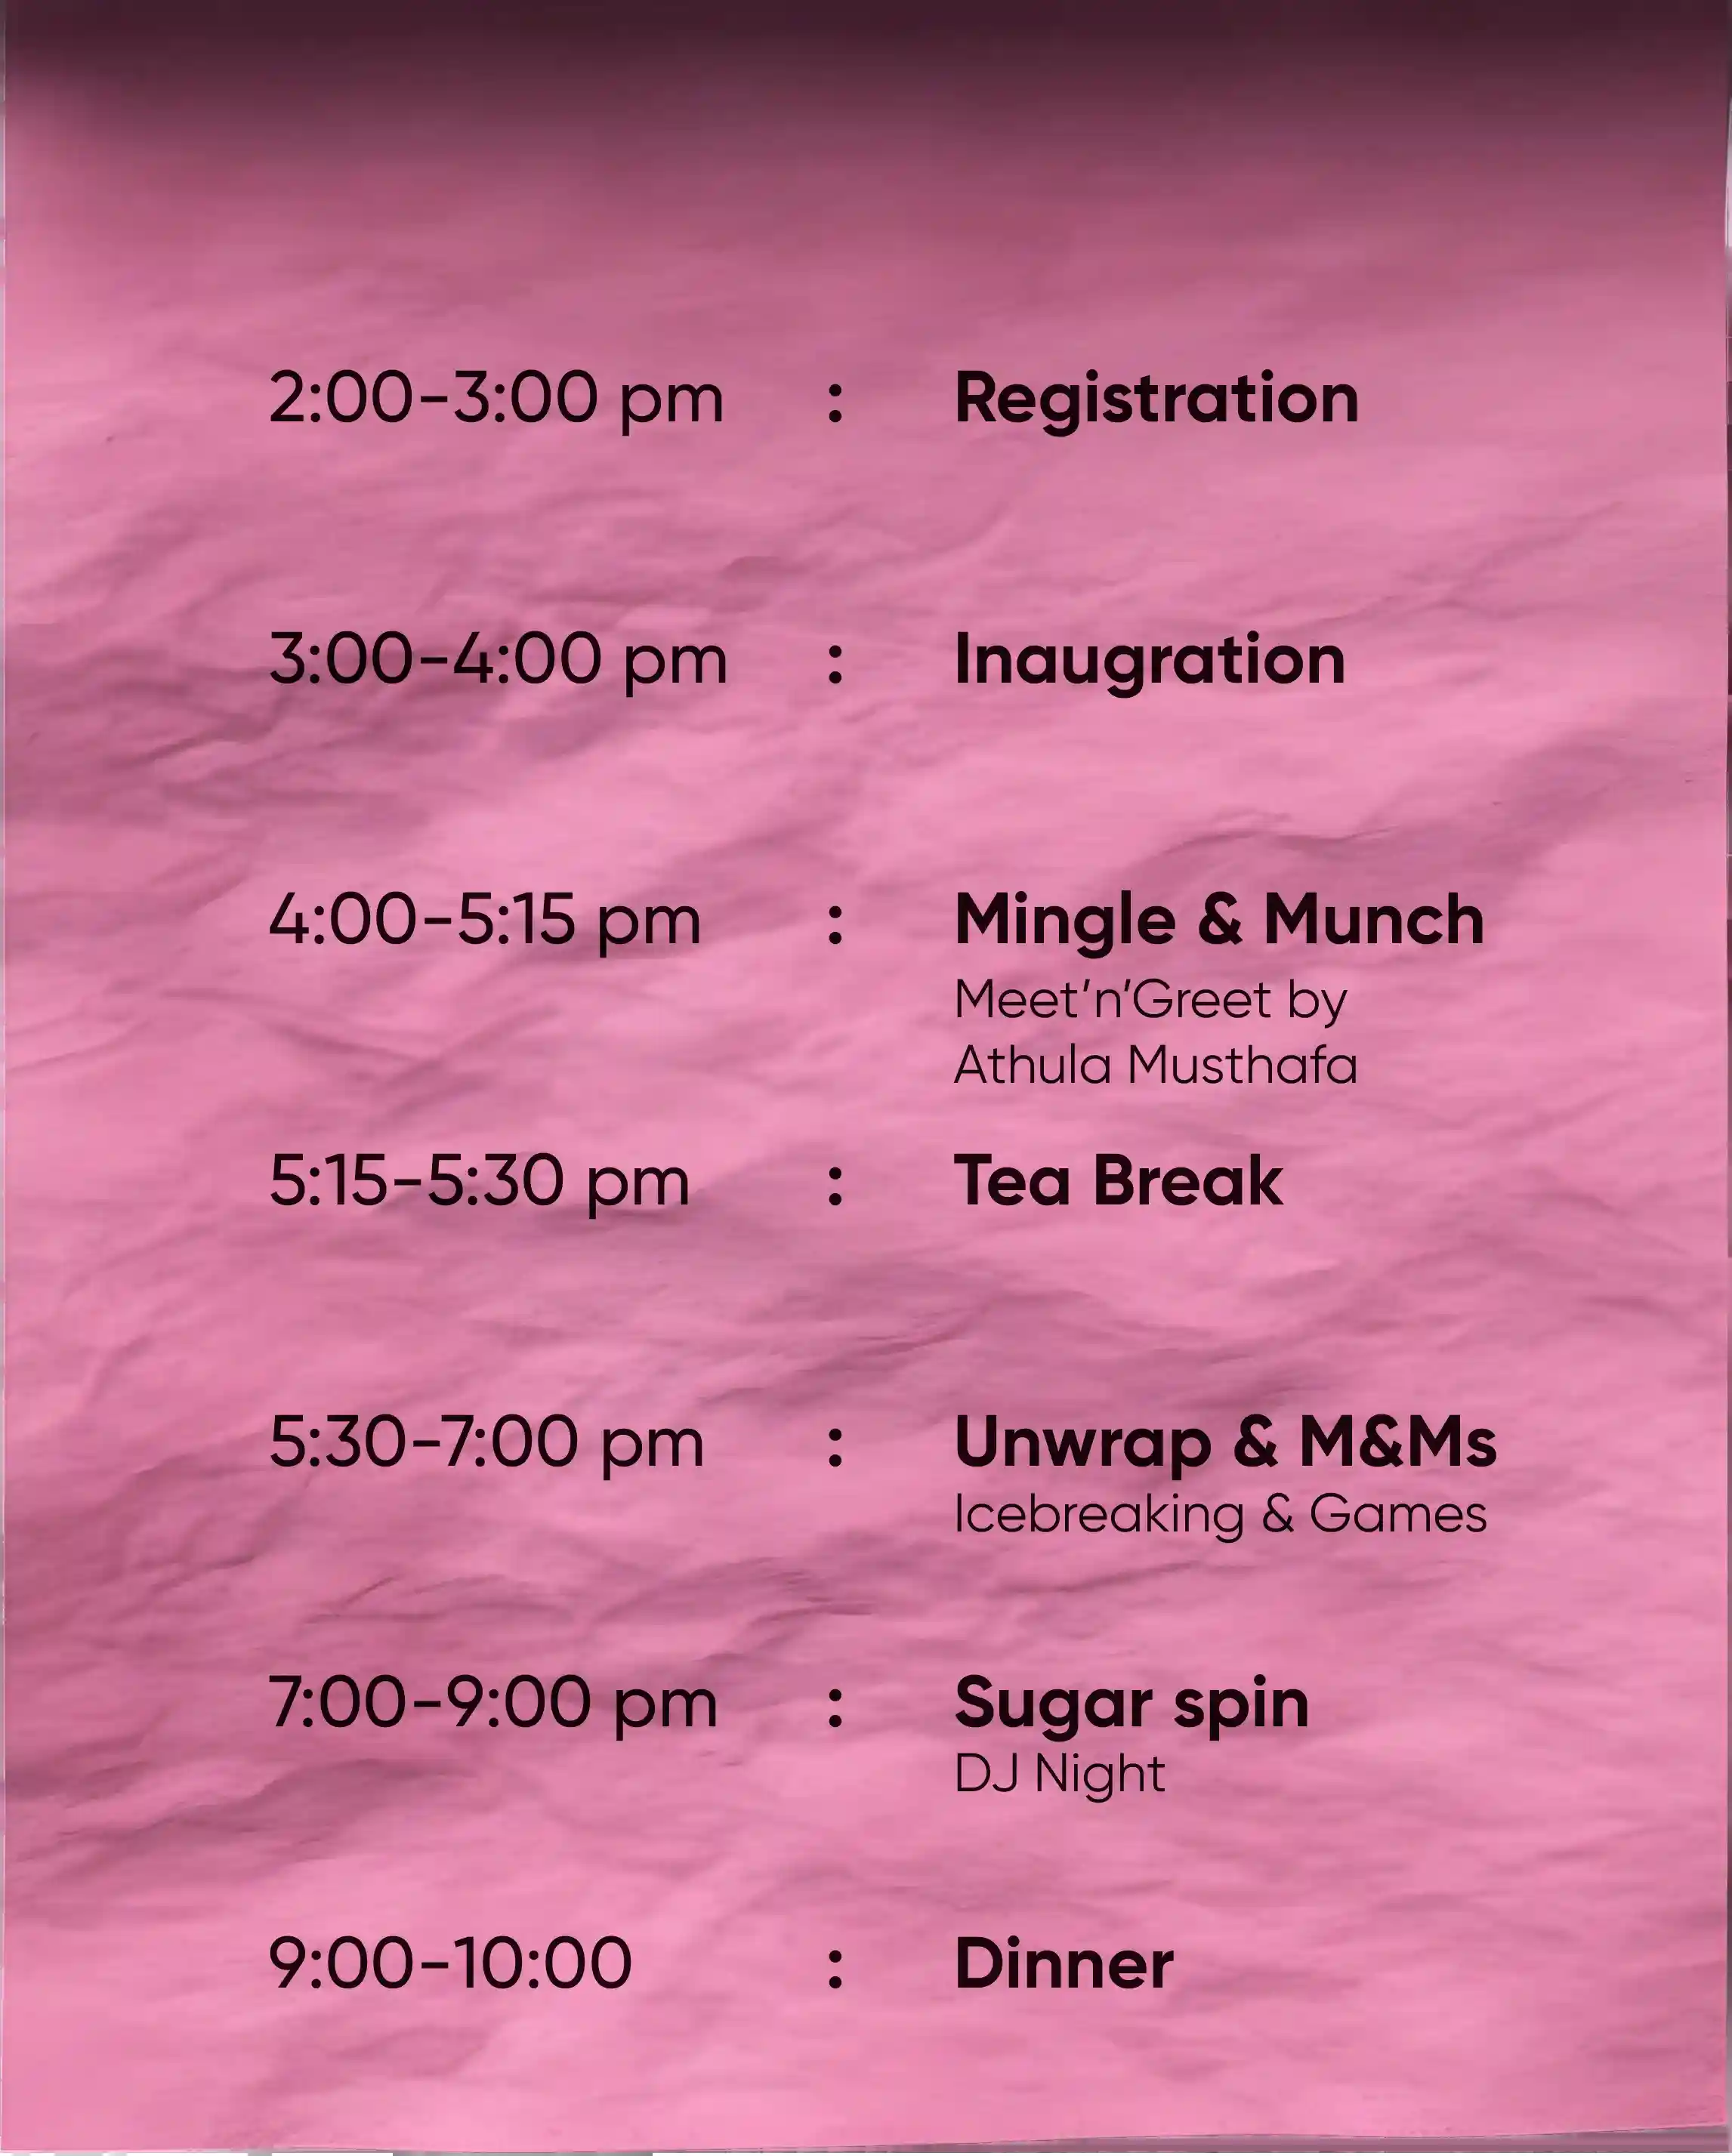 2:00-3:00 pm : Registration
3:00-4:00 pm : Inaugration
4:00-5:15 pm : Mingle & Munch
Meet'n'Greet by
Athula Musthafa
5:15-5:30 pm : Tea Break
5:30-7:00 pm : Unwrap & M&Ms
Icebreaking & Games
7:00-9:00 pm : Sugar spin
DJ Night
9:00-10:00 : Dinner